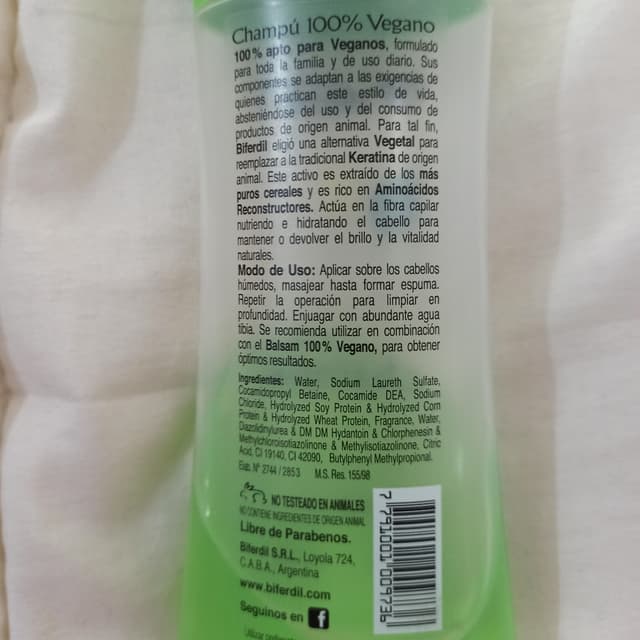 Champú 100% Vegano
100% apto para Veganos, formulado
para toda la familia y de uso diario. Sus
componentes se adaptan a las exigencias de
quienes practican este estilo de vida,
absteniéndose del uso y del consumo de
productos de origen animal. Para tal fin,
Biferdil eligió una alternativa Vegetal para
reemplazar a la tradicional Keratina de origen
animal. Este activo es extraído de los más
puros cereales y es rico en Aminoácidos
Reconstructores. Actúa en la fibra capilar
nutriendo e hidratando el cabello para
mantener o devolver el brillo y la vitalidad
naturales.
Modo de Uso: Aplicar sobre los cabellos
húmedos, masajear hasta formar espuma.
Repetir la operación para limpiar en
profundidad. Enjuagar con abundante agua
tibia. Se recomienda utilizar en combinación
con el Balsam 100% Vegano, para obtener
óptimos resultados.
Ingredientes: Water, Sodium Laureth Sulfate,
Cocamidopropyl Betaine, Cocamide DEA, Sodium
Chloride, Hydrolyzed Soy Protein & Hydrolyzed Corn
Protein & Hydrolyzed Wheat Protein, Fragrance, Water,
Diazolidinylurea & DM DM Hydantoin & Chlorphenesin &
Methylchloroisotiazolinone & Methylisotiazolinone, Citric
Acid, CI 19140, CI 42090, Butylphenyl Methylpropional.
Elab. N° 2744 / 2853 M.S. Res. 155/98
NO TESTEADO EN ANIMALES
NO CONTIENE INGREDIENTES DE ORIGEN ANIMAL
Libre de Parabenos.
Biferdil S.R.L., Loyola 724,
C.A.B.A., Argentina
www.biferdil.com
Seguinos en f
7 791001 009736